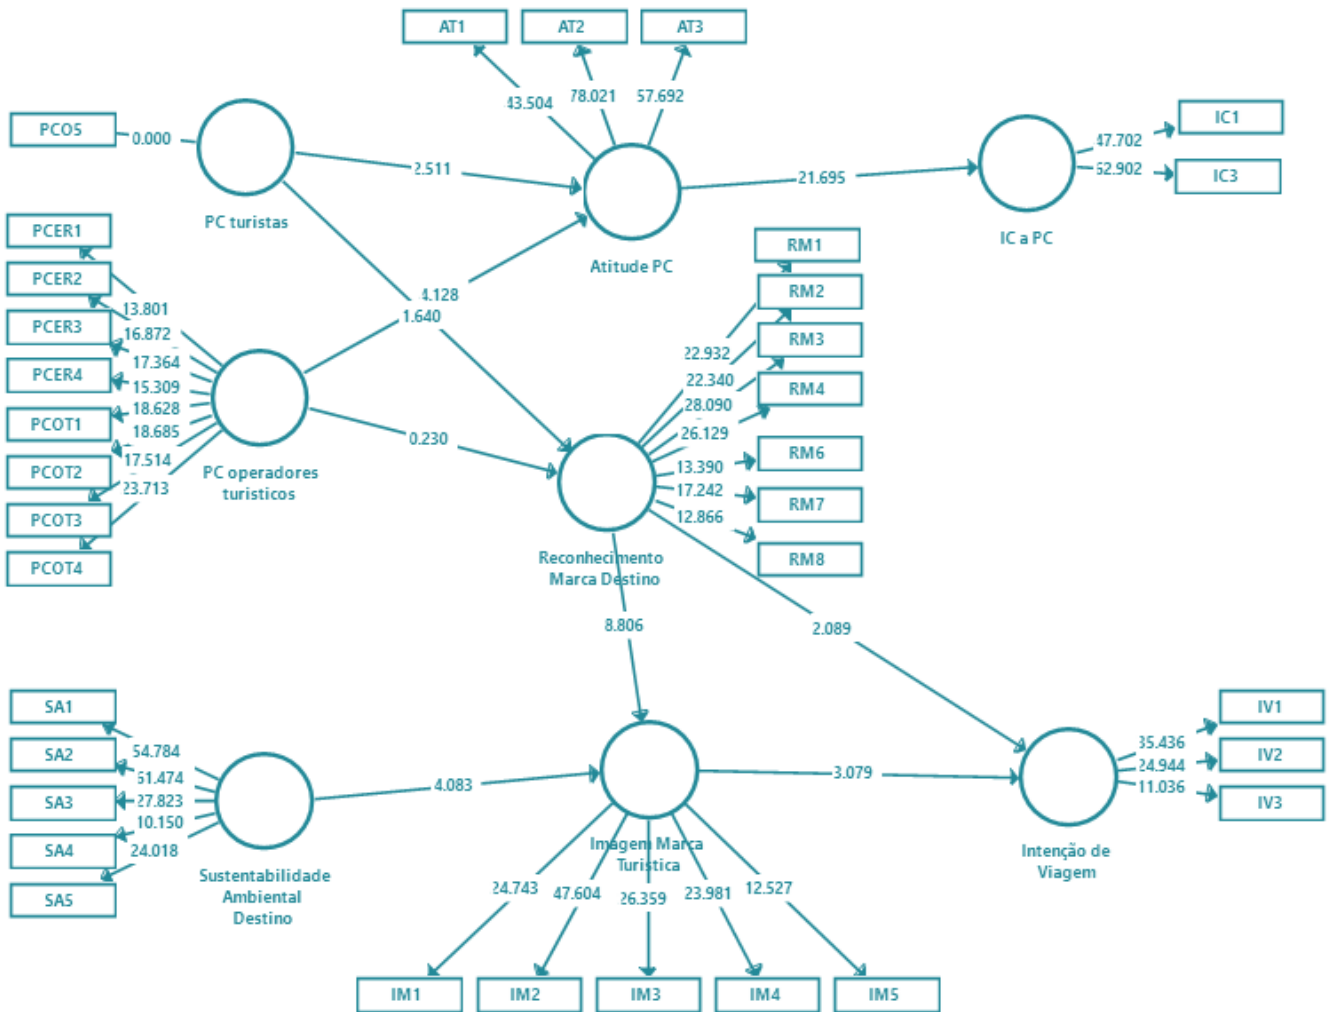 AT1
AT2
AT3
43.504
78.021
57.692
PCO5
0.000
PC turistas
2.511
Atitude PC
21.695
IC1
47.702
IC3
IC a PC
PCER1
PCER2
PCER3
PCER4
PCOT1
PCOT2
PCOT3
PCOT4
13.801
16.872
17.364
15.309
18.628
18.685
17.514
23.713
PC operadores
turisticos
4.128
1.640
0.230
RM1
RM2
RM3
RM4
RM6
RM7
RM8
22.932
22.340
28.090
26.129
13.390
17.242
12.866
Reconhecimento
Marca Destino
8.806
2.089
SA1
SA2
SA3
SA4
SA5
27.823
10.150
24.018
Sustentabilidade
Ambiental
Destino
4.083
Imagem Marca
Turistica
3.079
IV1
IV2
IV3
35.436
24.944
11.036
Intenção de
Viagem
24.743
47.604
26.359
23.981
12.527
IM1
IM2
IM3
IM4
IM5